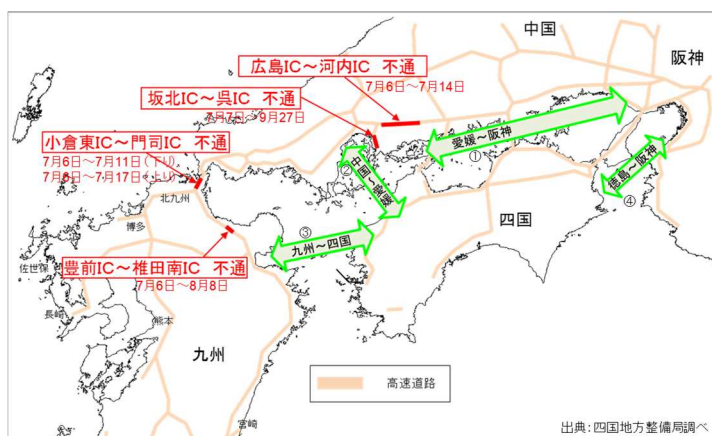 中国
阪神
広島IC～河内IC 不通
7月6日～7月14日
坂北IC～呉IC 不通
7月7日～9月27日
小倉東IC～門司IC 不通
7月6日～7月11日（下り）
7月6日～7月17日（上り）
北九州
博多
佐世保
長崎
熊本
豊前IC～椎田南IC 不通
7月6日～8月8日
愛媛～阪神
①
中国～愛媛
②
九州～四国
③
徳島～阪神
④
四国
九州
宮崎
高速道路
出典：四国地方整備局調べ